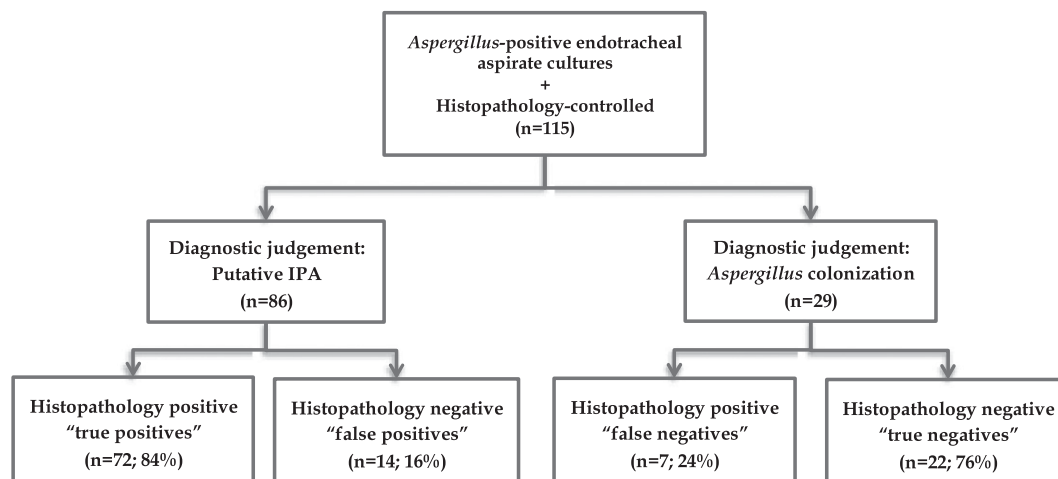 Aspergillus-positive endotracheal
aspirate cultures
+
Histopathology-controlled
(n=115)
Diagnostic judgement:
Putative IPA
(n=86)
Diagnostic judgement:
Aspergillus colonization
(n=29)
Histopathology positive
“true positives”
(n=72; 84%)
Histopathology negative
“false positives”
(n=14; 16%)
Histopathology positive
“false negatives”
(n=7; 24%)
Histopathology negative
“true negatives”
(n=22; 76%)